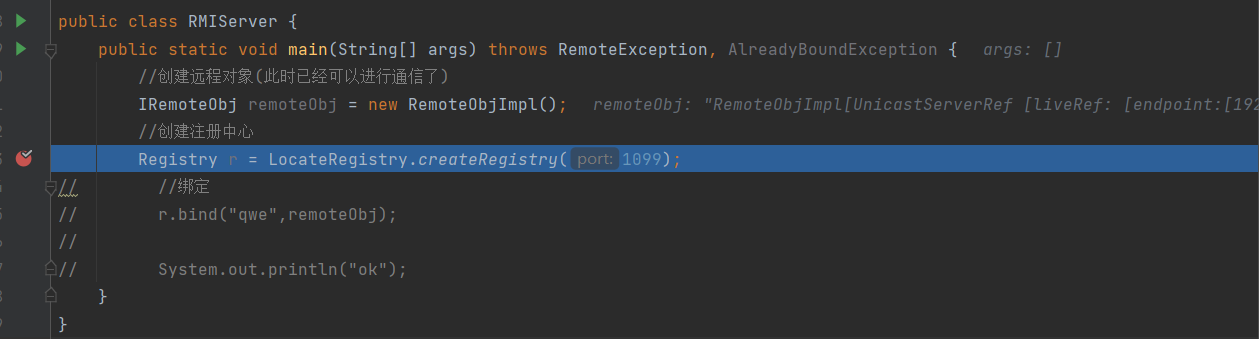 public class RMIServer {
public static void main(String[] args) throws RemoteException, AlreadyBoundException { args: []
//创建远程对象(此时已经可以进行通信了)
IRemoteObj remoteObj = new RemoteObjImpl(); remoteObj: "RemoteObjImpl[UnicastServerRef [liveRef: [endpoint:[192
//创建注册中心
Registry r = LocateRegistry.createRegistry( port: 1099);
// //绑定
// r.bind("qwe",remoteObj);
//
// System.out.println("ok");
}
}